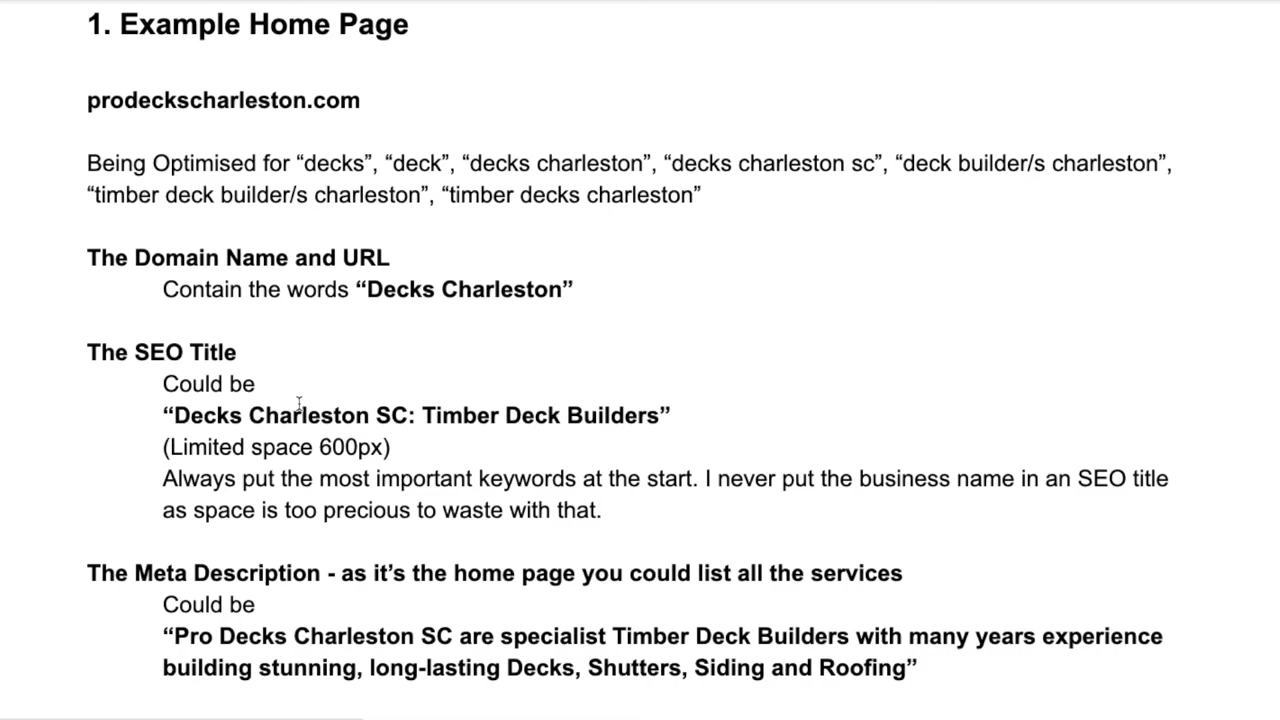 1. Example Home Page
prodeckscharleston.com
Being Optimised for “decks”, “deck”, “decks charleston”, “decks charleston sc”, “deck builder/s charleston”,
“timber deck builder/s charleston”, “timber decks charleston”
The Domain Name and URL
Contain the words “Decks Charleston”
The SEO Title
Could be
“Decks Charleston SC: Timber Deck Builders”
(Limited space 600px)
Always put the most important keywords at the start. I never put the business name in an SEO title
as space is too precious to waste with that.
The Meta Description - as it’s the home page you could list all the services
Could be
“Pro Decks Charleston SC are specialist Timber Deck Builders with many years experience
building stunning, long-lasting Decks, Shutters, Siding and Roofing”